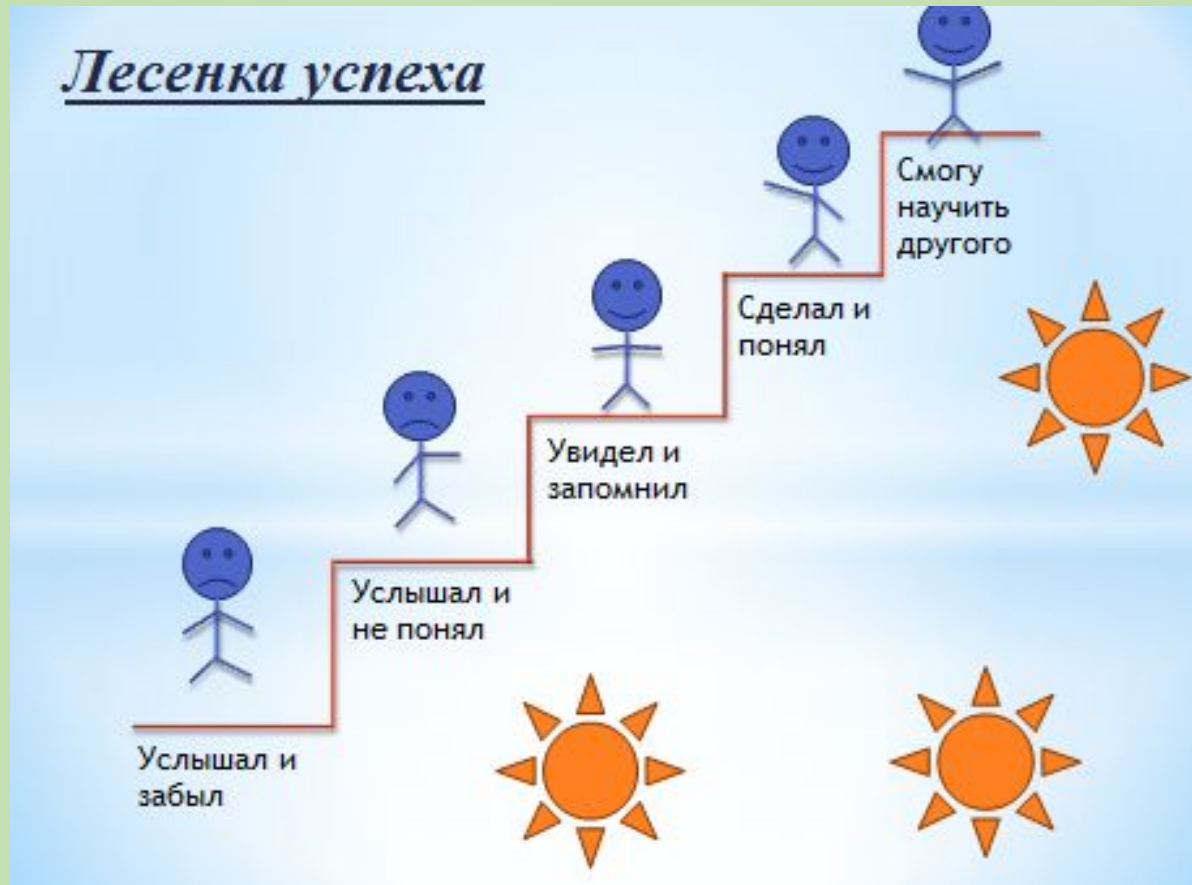 Лесенка успеха
Смогу
научить
другого
Сделал и
понял
Увидел и
запомнил
Услышал и
не понял
Услышал и
забыл